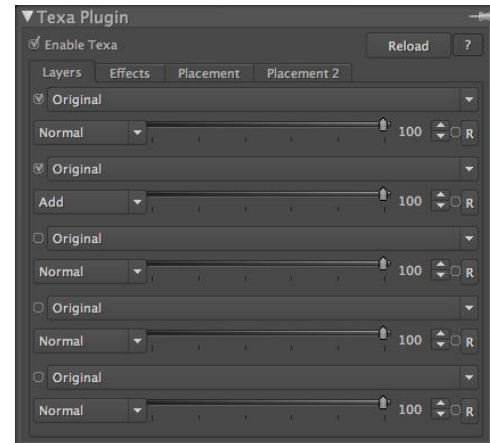 Texa Plugin
Enable Texa Reload ?
Layers Effects Placement Placement 2
Original
Normal 100 R
Original
Add 100 R
Original
Normal 100 R
Original
Normal 100 R
Original
Normal 100 R